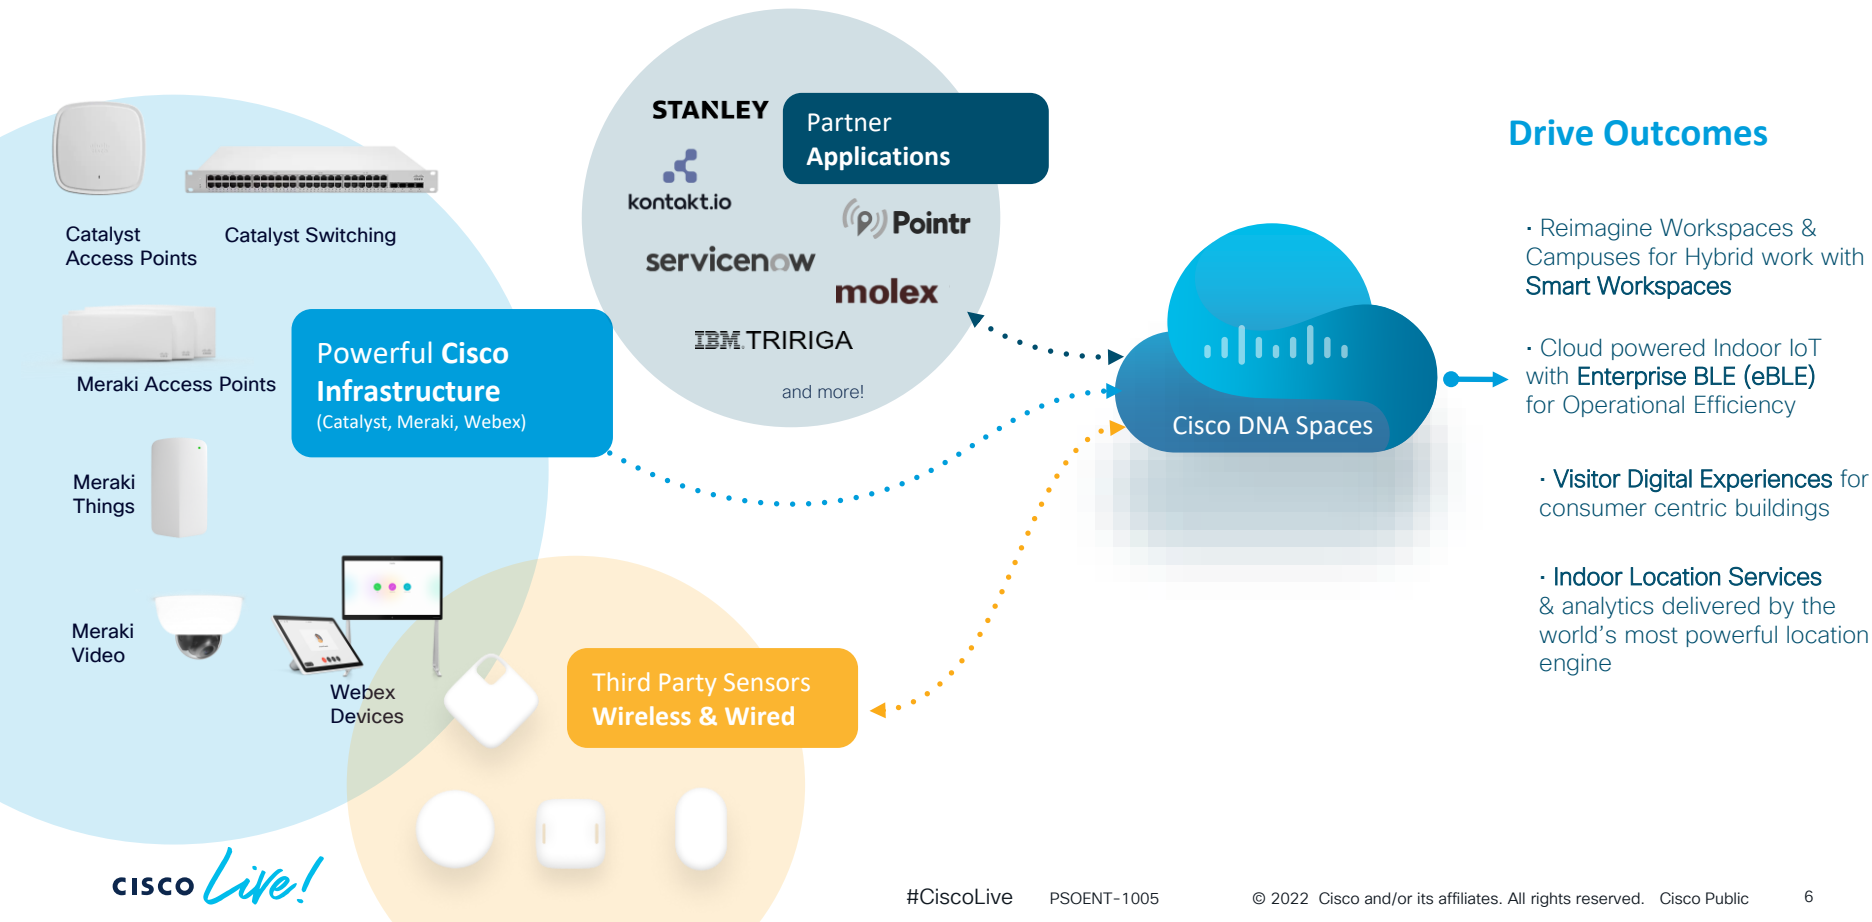 STANLEY
kontakt.io
Pointr
servicenow
molex
IBM.TRIRIGA
and more!
Partner
Applications
Catalyst
Access Points
Catalyst Switching
Meraki Access Points
Meraki
Things
Meraki
Video
Webex
Devices
Powerful Cisco
Infrastructure
(Catalyst, Meraki, Webex)
Third Party Sensors
Wireless & Wired
Cisco DNA Spaces
Drive Outcomes
· Reimagine Workspaces &
Campuses for Hybrid work with
Smart Workspaces
· Cloud powered Indoor IoT
with Enterprise BLE (eBLE)
for Operational Efficiency
· Visitor Digital Experiences for
consumer centric buildings
· Indoor Location Services
& analytics delivered by the
world's most powerful location
engine
CISCO Live!
#CiscoLive
PSOENT-1005
© 2022 Cisco and/or its affiliates. All rights reserved. Cisco Public
6